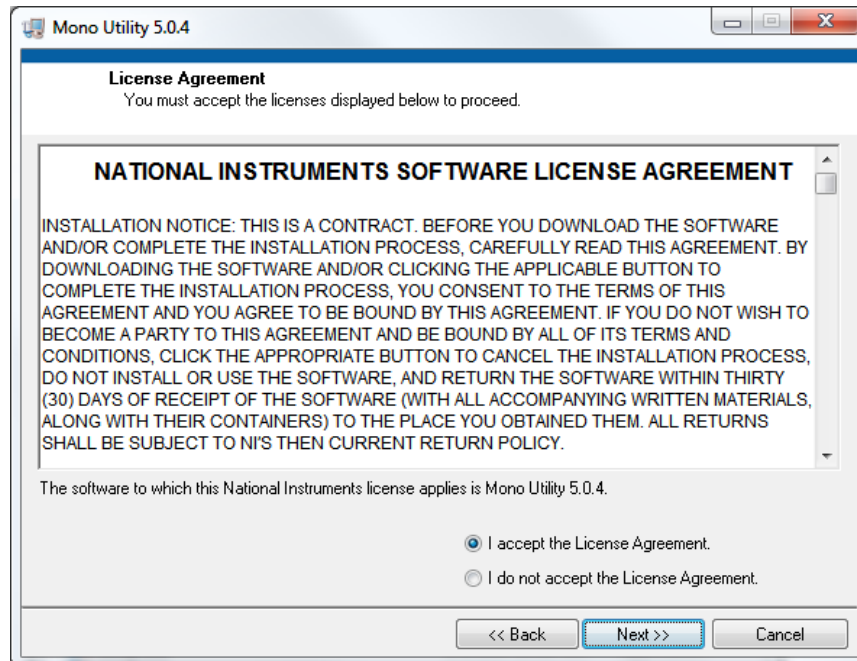 Mono Utility 5.0.4
License Agreement
You must accept the licenses displayed below to proceed.
NATIONAL INSTRUMENTS SOFTWARE LICENSE AGREEMENT
INSTALLATION NOTICE: THIS IS A CONTRACT. BEFORE YOU DOWNLOAD THE SOFTWARE
AND/OR COMPLETE THE INSTALLATION PROCESS, CAREFULLY READ THIS AGREEMENT. BY
DOWNLOADING THE SOFTWARE AND/OR CLICKING THE APPLICABLE BUTTON TO
COMPLETE THE INSTALLATION PROCESS, YOU CONSENT TO THE TERMS OF THIS
AGREEMENT AND YOU AGREE TO BE BOUND BY THIS AGREEMENT. IF YOU DO NOT WISH TO
BECOME A PARTY TO THIS AGREEMENT AND BE BOUND BY ALL OF ITS TERMS AND
CONDITIONS, CLICK THE APPROPRIATE BUTTON TO CANCEL THE INSTALLATION PROCESS,
DO NOT INSTALL OR USE THE SOFTWARE, AND RETURN THE SOFTWARE WITHIN THIRTY
(30) DAYS OF RECEIPT OF THE SOFTWARE (WITH ALL ACCOMPANYING WRITTEN MATERIALS,
ALONG WITH THEIR CONTAINERS) TO THE PLACE YOU OBTAINED THEM. ALL RETURNS
SHALL BE SUBJECT TO NI'S THEN CURRENT RETURN POLICY.
The software to which this National Instruments license applies is Mono Utility 5.0.4.
I accept the License Agreement.
I do not accept the License Agreement.
<< Back Next >> Cancel